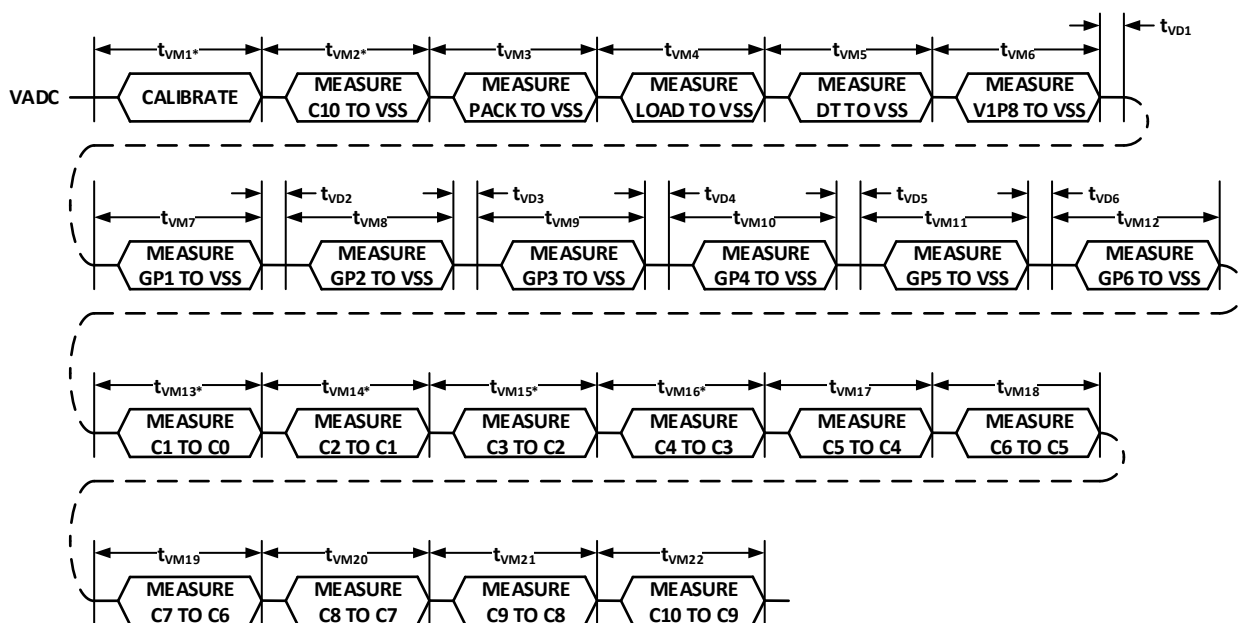 tVM1* tVM2* tVM3 tVM4 tVM5 tVM6 tVD1
VADC CALIBRATE MEASURE C10 TO VSS MEASURE PACK TO VSS MEASURE LOAD TO VSS MEASURE DT TO VSS MEASURE V1P8 TO VSS
tVD2 tVD3 tVD4 tVD5 tVD6
tVM7 tVM8 tVM9 tVM10 tVM11 tVM12
MEASURE GP1 TO VSS MEASURE GP2 TO VSS MEASURE GP3 TO VSS MEASURE GP4 TO VSS MEASURE GP5 TO VSS MEASURE GP6 TO VSS
tVM13* tVM14* tVM15* tVM16* tVM17 tVM18
MEASURE C1 TO C0 MEASURE C2 TO C1 MEASURE C3 TO C2 MEASURE C4 TO C3 MEASURE C5 TO C4 MEASURE C6 TO C5
tVM19 tVM20 tVM21 tVM22
MEASURE C7 TO C6 MEASURE C8 TO C7 MEASURE C9 TO C8 MEASURE C10 TO C9